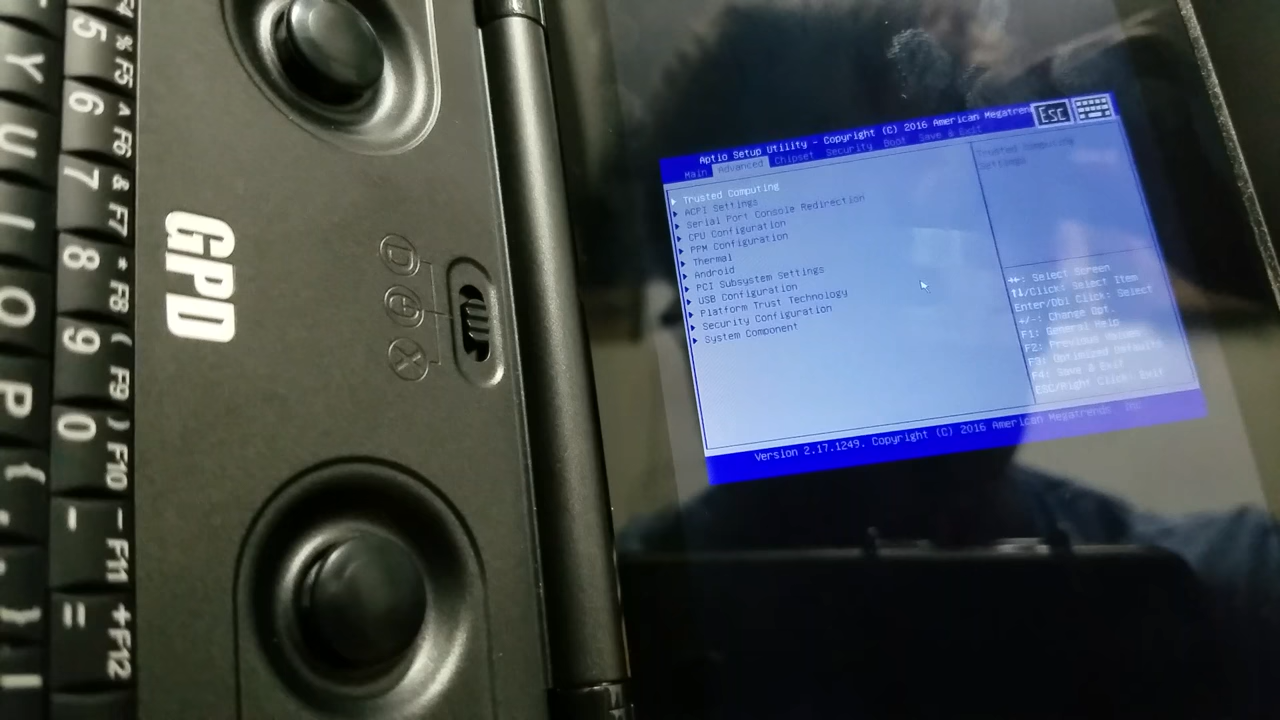 Aptio Setup Utility - Copyright (C) 2016 American Megatren
Esc
Main Advanced Chipset Security Boot Save & Exit
Trusted Computing
ACPI Settings
Serial Port Console Redirection
CPU Configuration
PPM Configuration
Thermal
Android
PCI Subsystem Settings
USB Configuration
Platform Trust Technology
Security Configuration
System Component
Trusted Computing
Settings
: Select Screen
/Click: Select Item
Enter/Dbl Click: Select
+/-: Change Opt.
F1: General Help
F2: Previous Values
F3: Optimized Defaults
F4: Save & Exit
ESC/Right Click: Exit
Version 2.17.1249. Copyright (C) 2016 American Megatrends Inc
GPD
D
e
X
F4
5 % F5
6 ^ F6
7 & F7
8 * F8
9 ( F9
0 ) F10
- _ F11
= + F12
Y
U
I
O
P
{
}